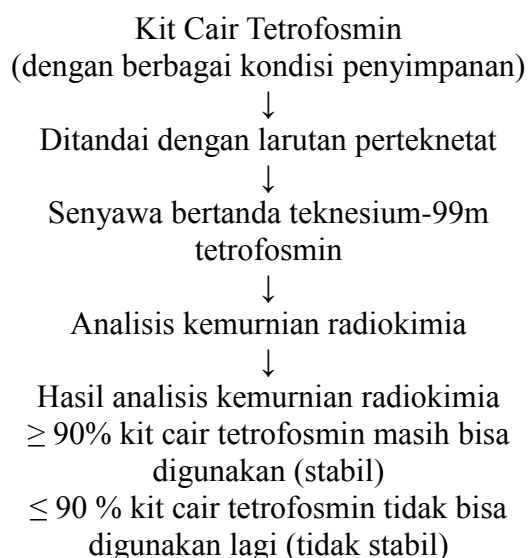 Kit Cair Tetrofosmin
(dengan berbagai kondisi penyimpanan)
↓
Ditandai dengan larutan perteknetat
↓
Senyawa bertanda teknesium-99m
tetrofosmin
↓
Analisis kemurnian radiokimia
↓
Hasil analisis kemurnian radiokimia
≥ 90% kit cair tetrofosmin masih bisa
digunakan (stabil)
≤ 90 % kit cair tetrofosmin tidak bisa
digunakan lagi (tidak stabil)